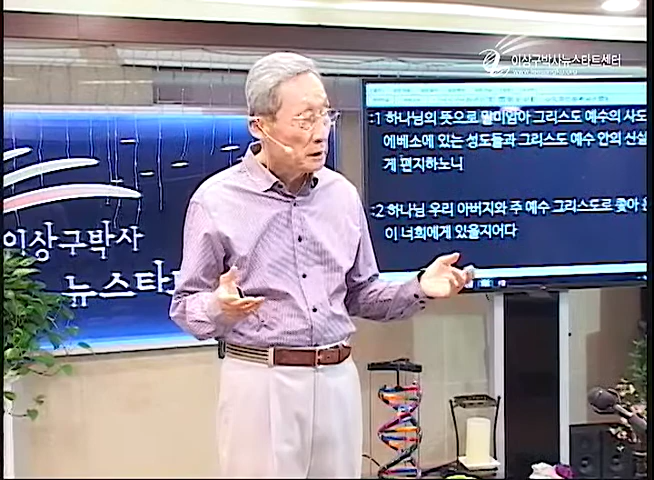 이상구박사뉴스타트센터
:1 하나님의 뜻으로 말미암아 그리스도 예수의 사도
에베소에 있는 성도들과 그리스도 예수 안의 신실
게 편지하노니
:2 하나님 우리 아버지와 주 예수 그리스도로 좇아 은
이 너희에게 있을지어다
이상구박사
뉴스타트